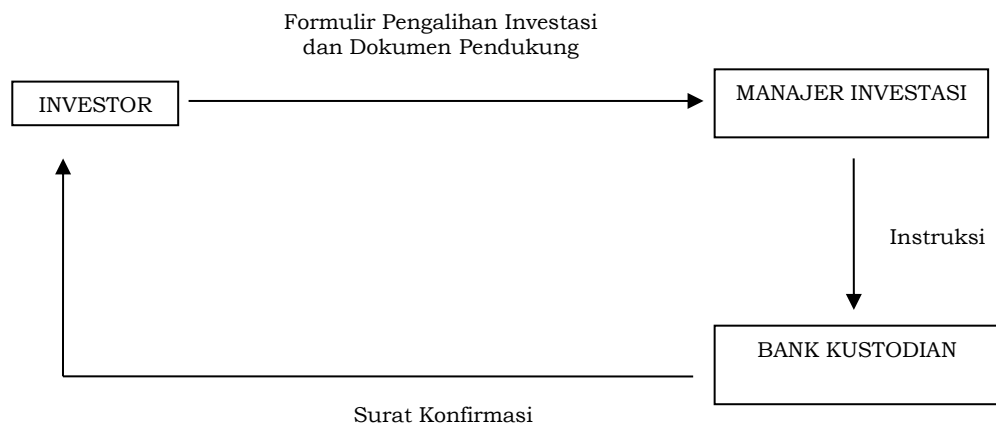 Formulir Pengalihan Investasi
dan Dokumen Pendukung
INVESTOR
MANAJER INVESTASI
Instruksi
BANK KUSTODIAN
Surat Konfirmasi